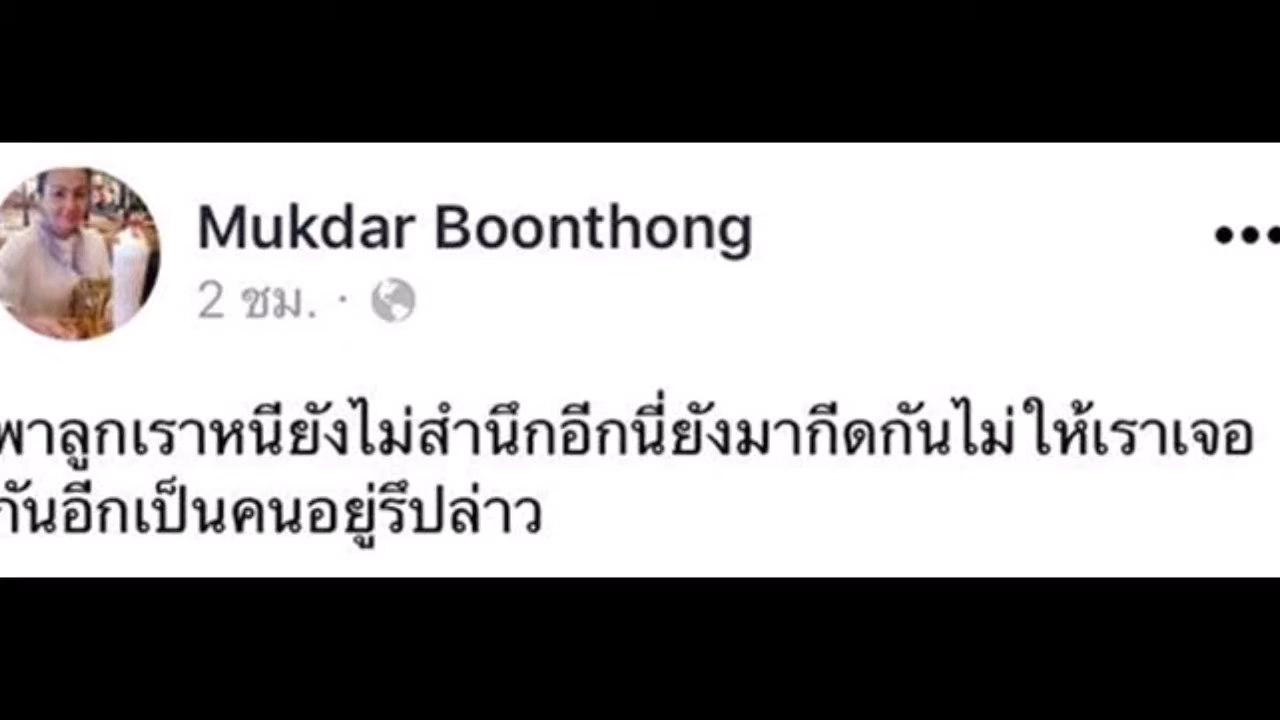 Mukdar Boonthong
2 ชม. ·
พาลูกเราหนียังไม่สำนึกอีกนี่ยังมากีดกันไม่ให้เราเจอ
กันอีกเป็นคนอยู่รึปล่าว